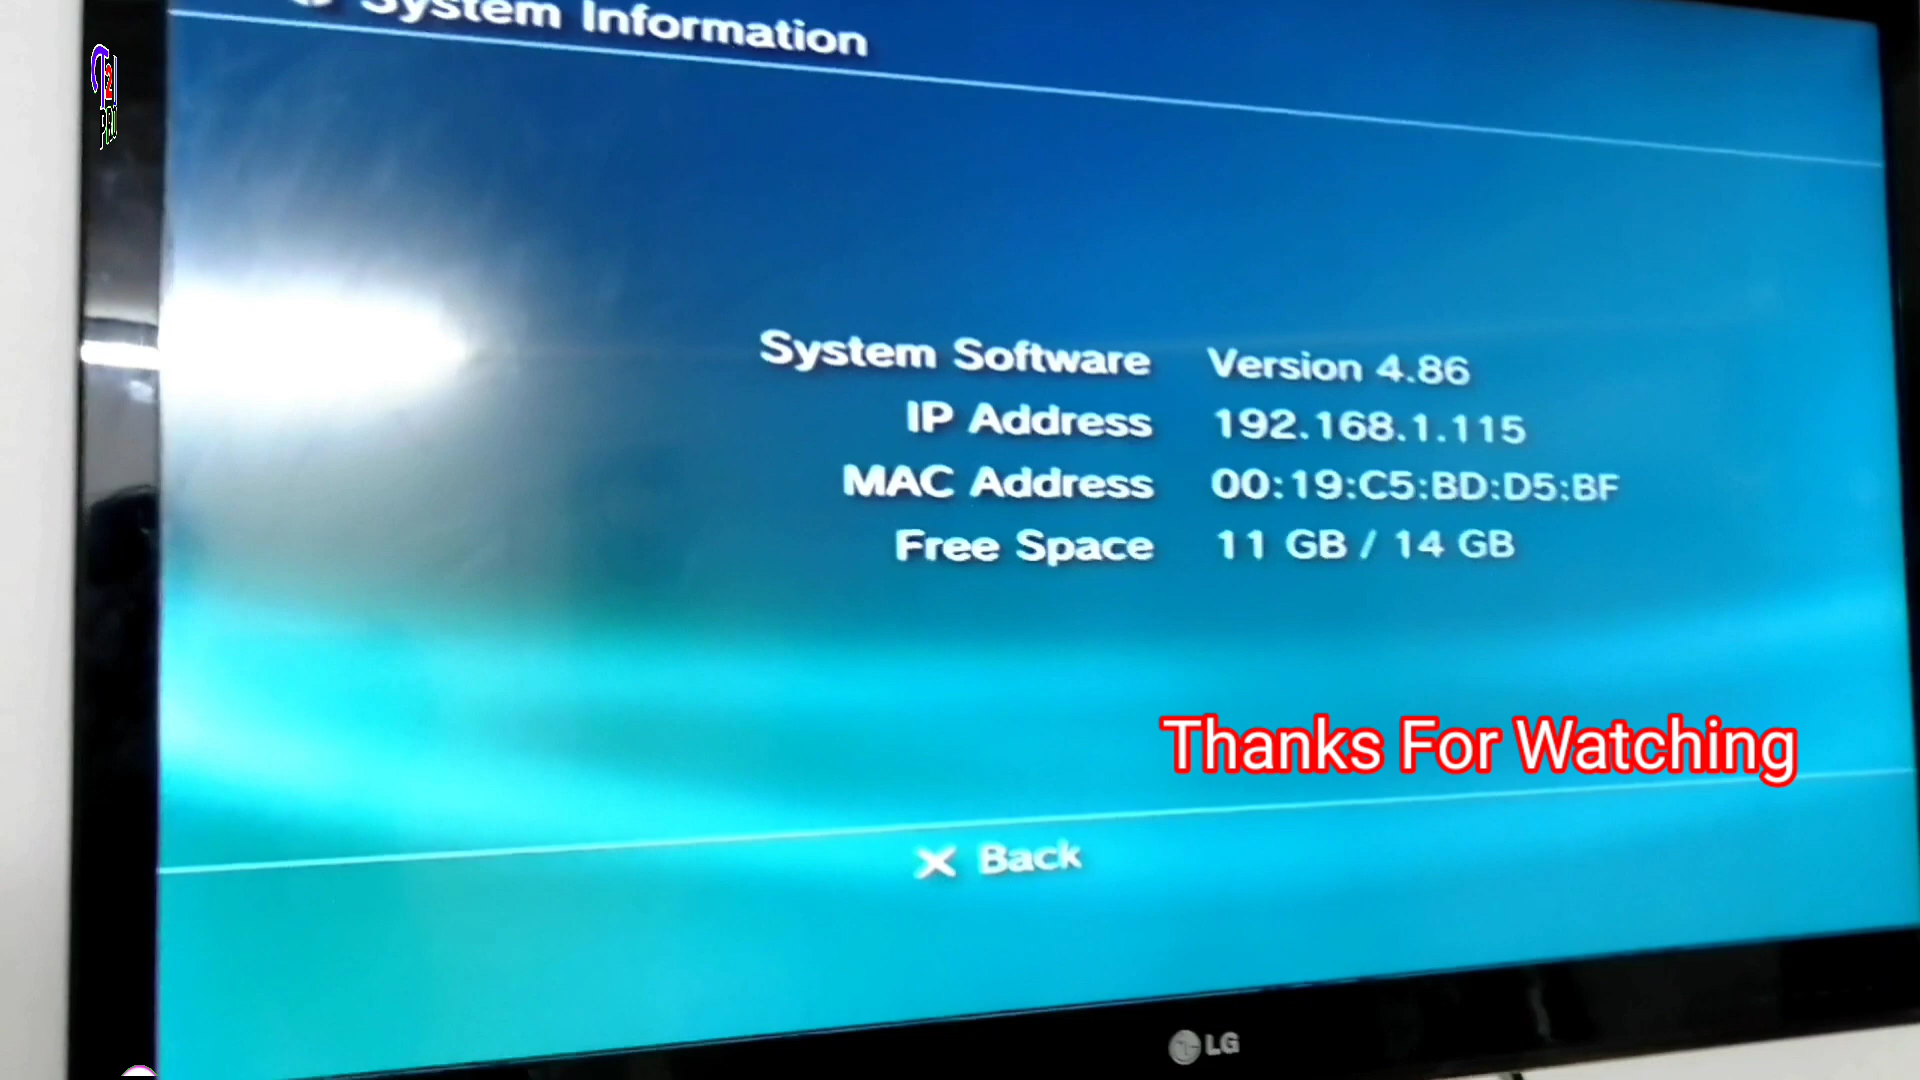 System Information
System Software Version 4.86
IP Address 192.168.1.115
MAC Address 00:19:C5:BD:D5:BF
Free Space 11 GB / 14 GB
Thanks For Watching
X Back
LG